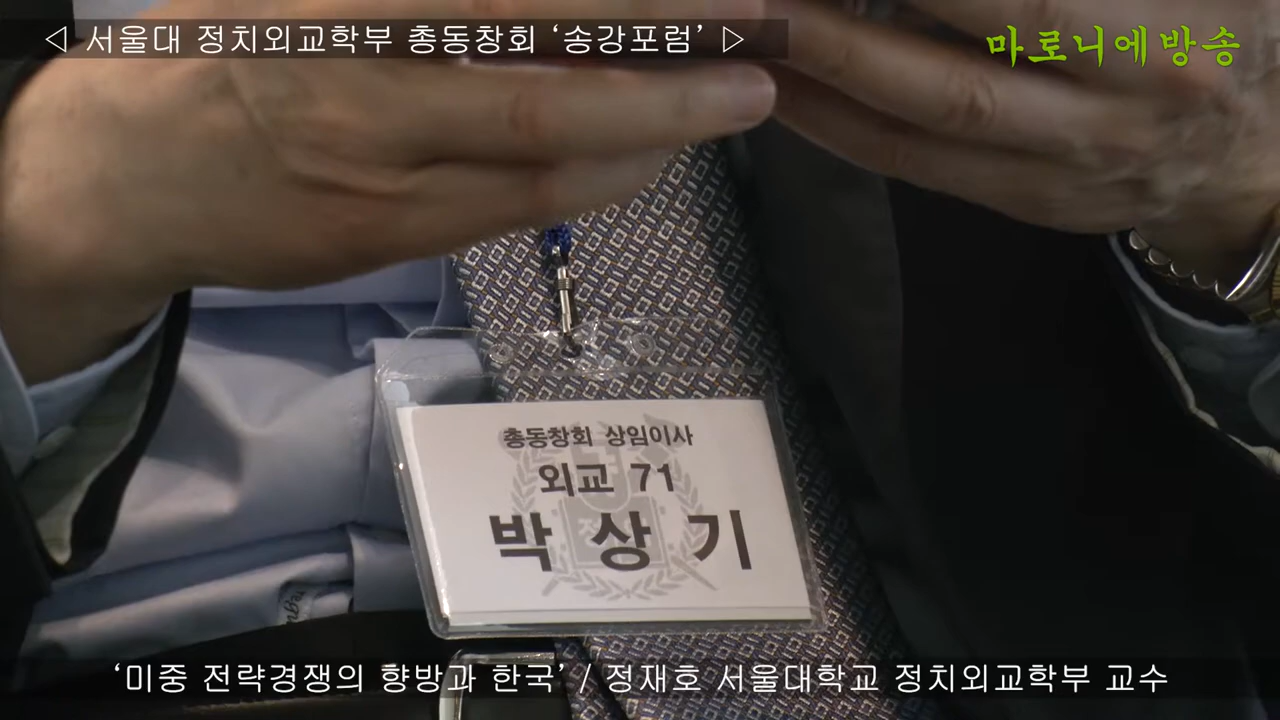 ◁ 서울대 정치외교학부 총동창회 ‘송강포럼’ ▷
마로니에방송
총동창회 상임이사
외교 71
박상기
‘미중 전략경쟁의 향방과 한국’ / 정재호 서울대학교 정치외교학부 교수